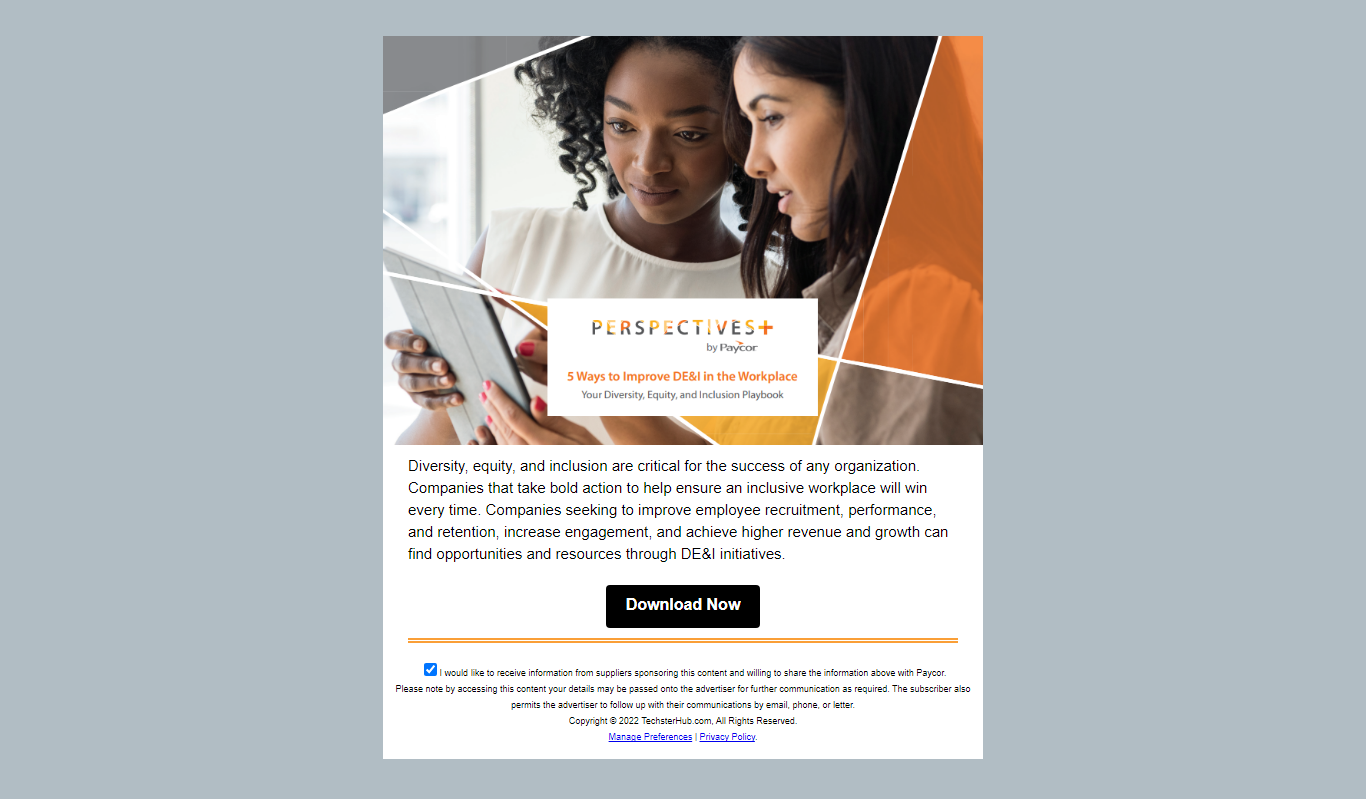 PERSPECTIVES+
by Paycor
5 Ways to Improve DE&I in the Workplace
Your Diversity, Equity, and Inclusion Playbook
Diversity, equity, and inclusion are critical for the success of any organization.
Companies that take bold action to help ensure an inclusive workplace will win
every time. Companies seeking to improve employee recruitment, performance,
and retention, increase engagement, and achieve higher revenue and growth can
find opportunities and resources through DE&I initiatives.
Download Now
I would like to receive information from suppliers sponsoring this content and willing to share the information above with Paycor.
Please note by accessing this content your details may be passed onto the advertiser for further communication as required. The subscriber also
permits the advertiser to follow up with their communications by email, phone, or letter.
Copyright © 2022 TechsterHub.com, All Rights Reserved.
Manage Preferences | Privacy Policy.